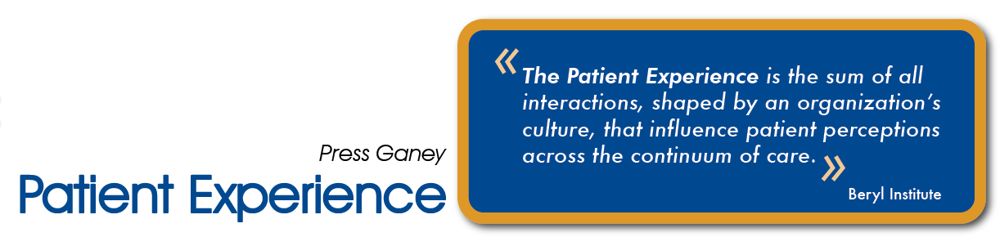 Press Ganey
Patient Experience
« The Patient Experience is the sum of all
interactions, shaped by an organization’s
culture, that influence patient perceptions
across the continuum of care. »
Beryl Institute